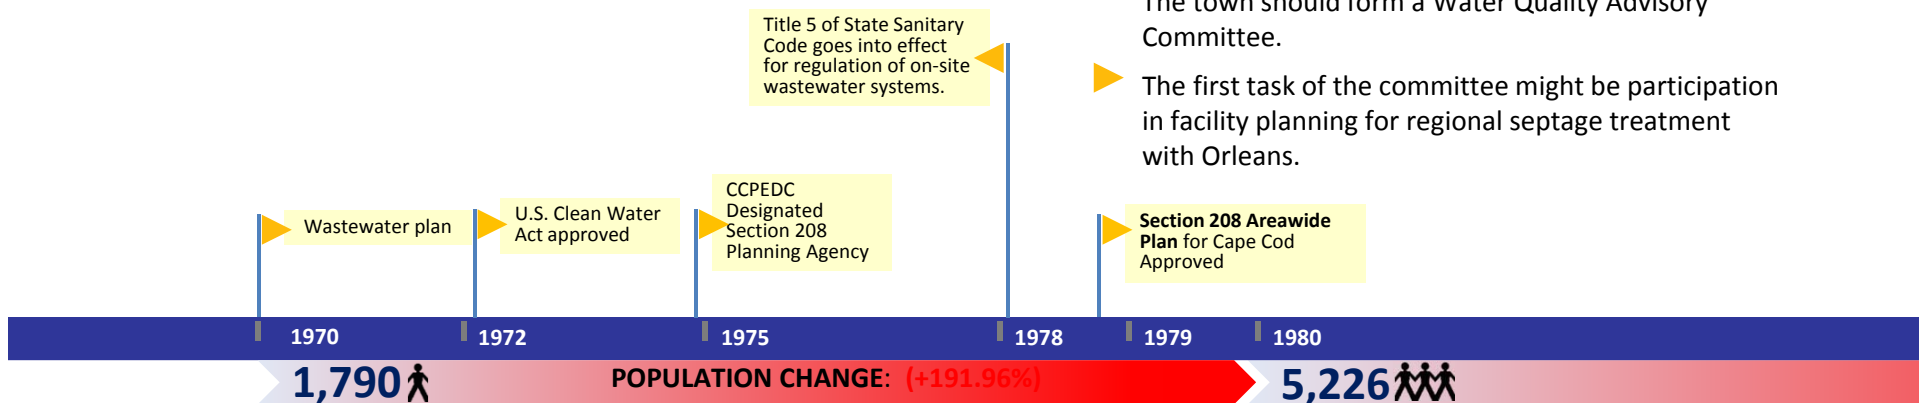 The town should form a Water Quality Advisory
Committee.
The first task of the committee might be participation
in facility planning for regional septage treatment
with Orleans.
Title 5 of State Sanitary
Code goes into effect
for regulation of on-site
wastewater systems.
Wastewater plan
U.S. Clean Water
Act approved
CCPEDC
Designated
Section 208
Planning Agency
Section 208 Areawide
Plan for Cape Cod
Approved
1970
1972
1975
1978
1979
1980
1,790
POPULATION CHANGE: (+191.96%)
5,226